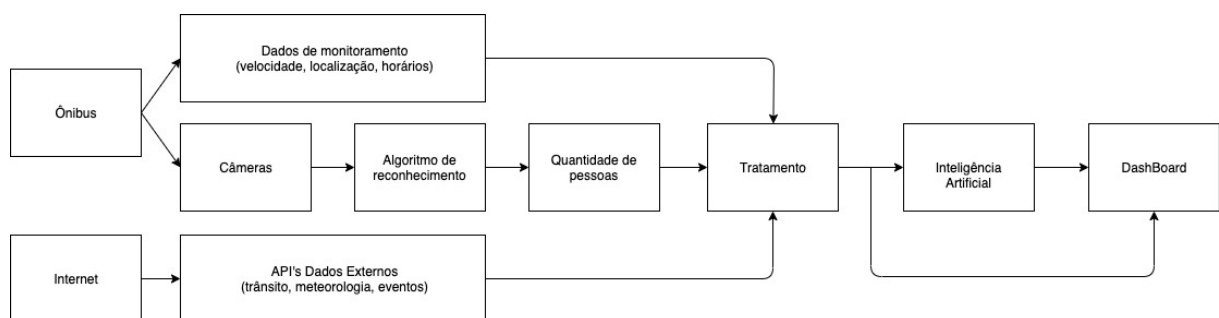 Dados de monitoramento
(velocidade, localização, horários)
Ônibus
Câmeras
Algoritmo de
reconhecimento
Quantidade de
pessoas
Tratamento
Inteligência
Artificial
DashBoard
Internet
API's Dados Externos
(trânsito, meteorologia, eventos)